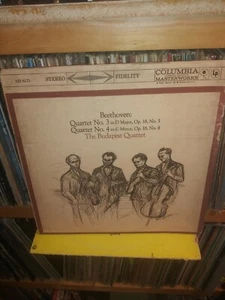 STEREO FIDELITY
COLUMBIA
MASTERWORKS
Beethoven:
Quartet No. 3 in D Major, Op. 18, No. 3
Quartet No. 4 in C Minor, Op. 18, No. 4
The Budapest Quartet